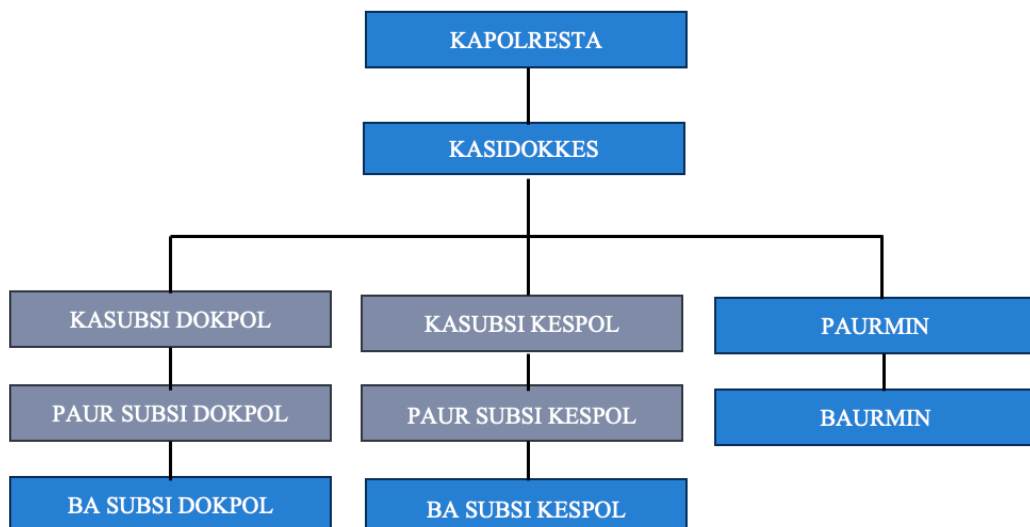 KAPOLRESTA
KASIDOKKES
KASUBSI DOKPOL
KASUBSI KESPOL
PAURMIN
PAUR SUBSI DOKPOL
PAUR SUBSI KESPOL
BAURMIN
BA SUBSI DOKPOL
BA SUBSI KESPOL